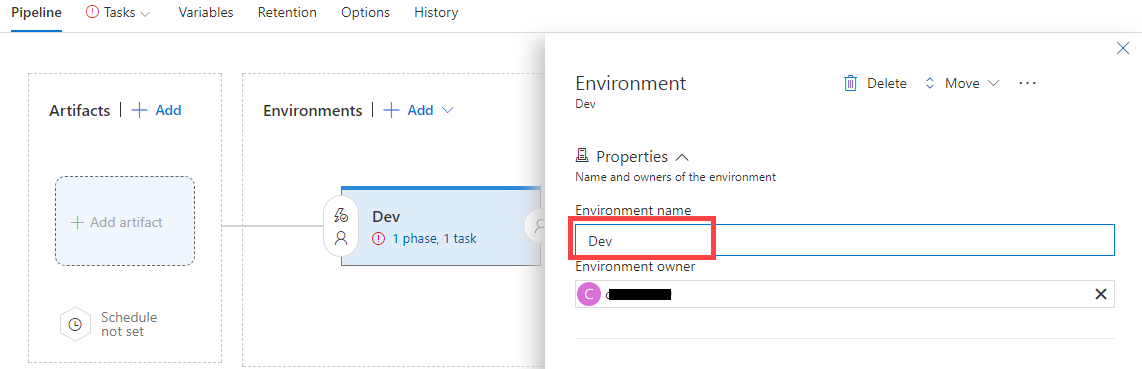 Pipeline Tasks Variables Retention Options History
Artifacts | + Add
Add artifact
Schedule
not set
Environments | + Add
Dev
1 phase, 1 task
Environment
Dev
Delete Move ...
Properties
Name and owners of the environment
Environment name
Dev
Environment owner
C